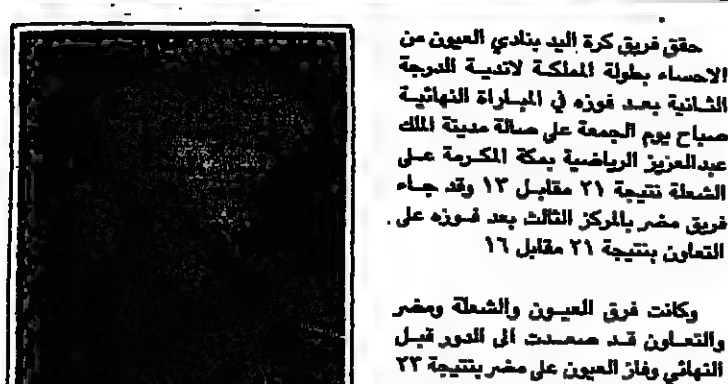 حقق فريق كرة اليد بنادي العيون من
الاحساء بطولة المملكة لاندية الدرجة
الثانية بعد فوزه في المباراة النهائية
صباح يوم الجمعة على صالة مدينة الملك
عبدالعزيز الرياضية بمكة المكرمة على
الشعلة نتيجة ٢١ مقابل ١٣ وقد جاء
فريق مضر بالمركز الثالث بعد فوزه على
التعاون بنتيجة ٢١ مقابل ١٦
وكانت فرق العيون والشعلة ومضر
والتعاون قد صعدت الى الدور قبل
النهائي وفاز العيون على مضر بنتيجة ٢٣